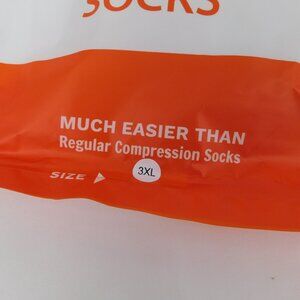 SOCKS
MUCH EASIER THAN
Regular Compression Socks
SIZE
3XL